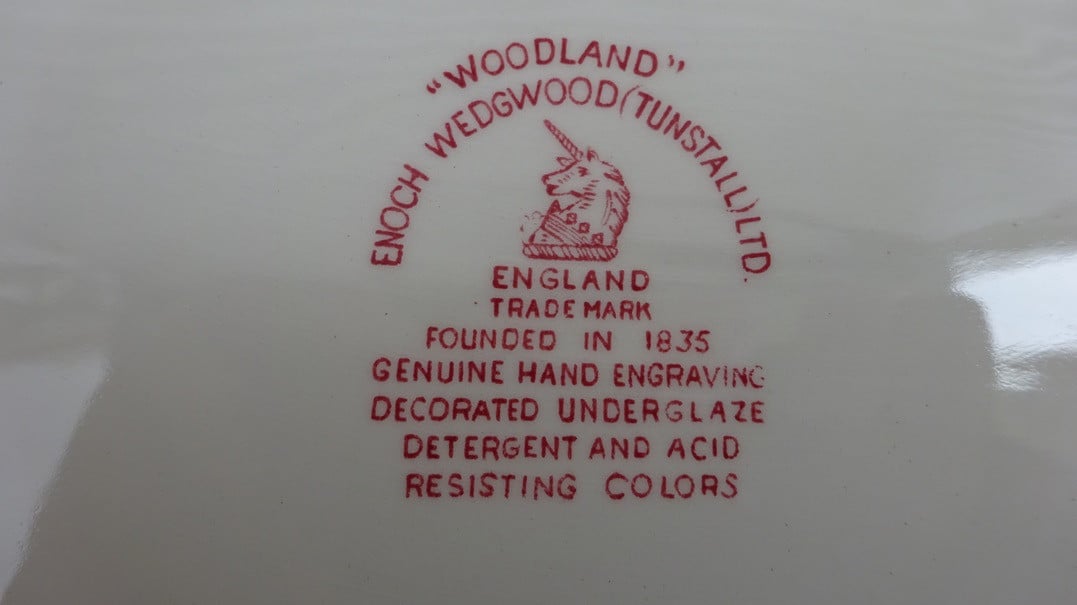 "WOODLAND"
ENOCH WEDGWOOD (TUNSTALL) LTD.
ENGLAND
TRADE MARK
FOUNDED IN 1835
GENUINE HAND ENGRAVING
DECORATED UNDERGLAZE
DETERGENT AND ACID
RESISTING COLORS